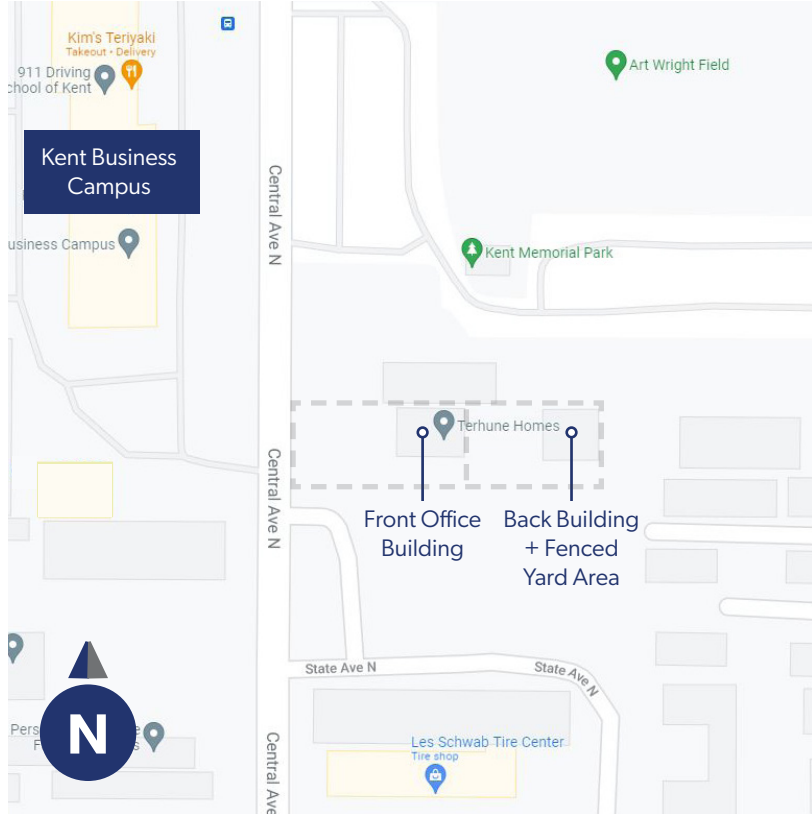 Kim's Teriyaki
Takeout • Delivery
911 Driving
chool of Kent
Art Wright Field
Kent Business
Campus
Central Ave N
usiness Campus
Kent Memorial Park
Terhune Homes
Central Ave N
Front Office
Building
Back Building
+ Fenced
Yard Area
State Ave N
State Ave N
N
Pers
Les Schwab Tire Center
Tire shop
Central Ave